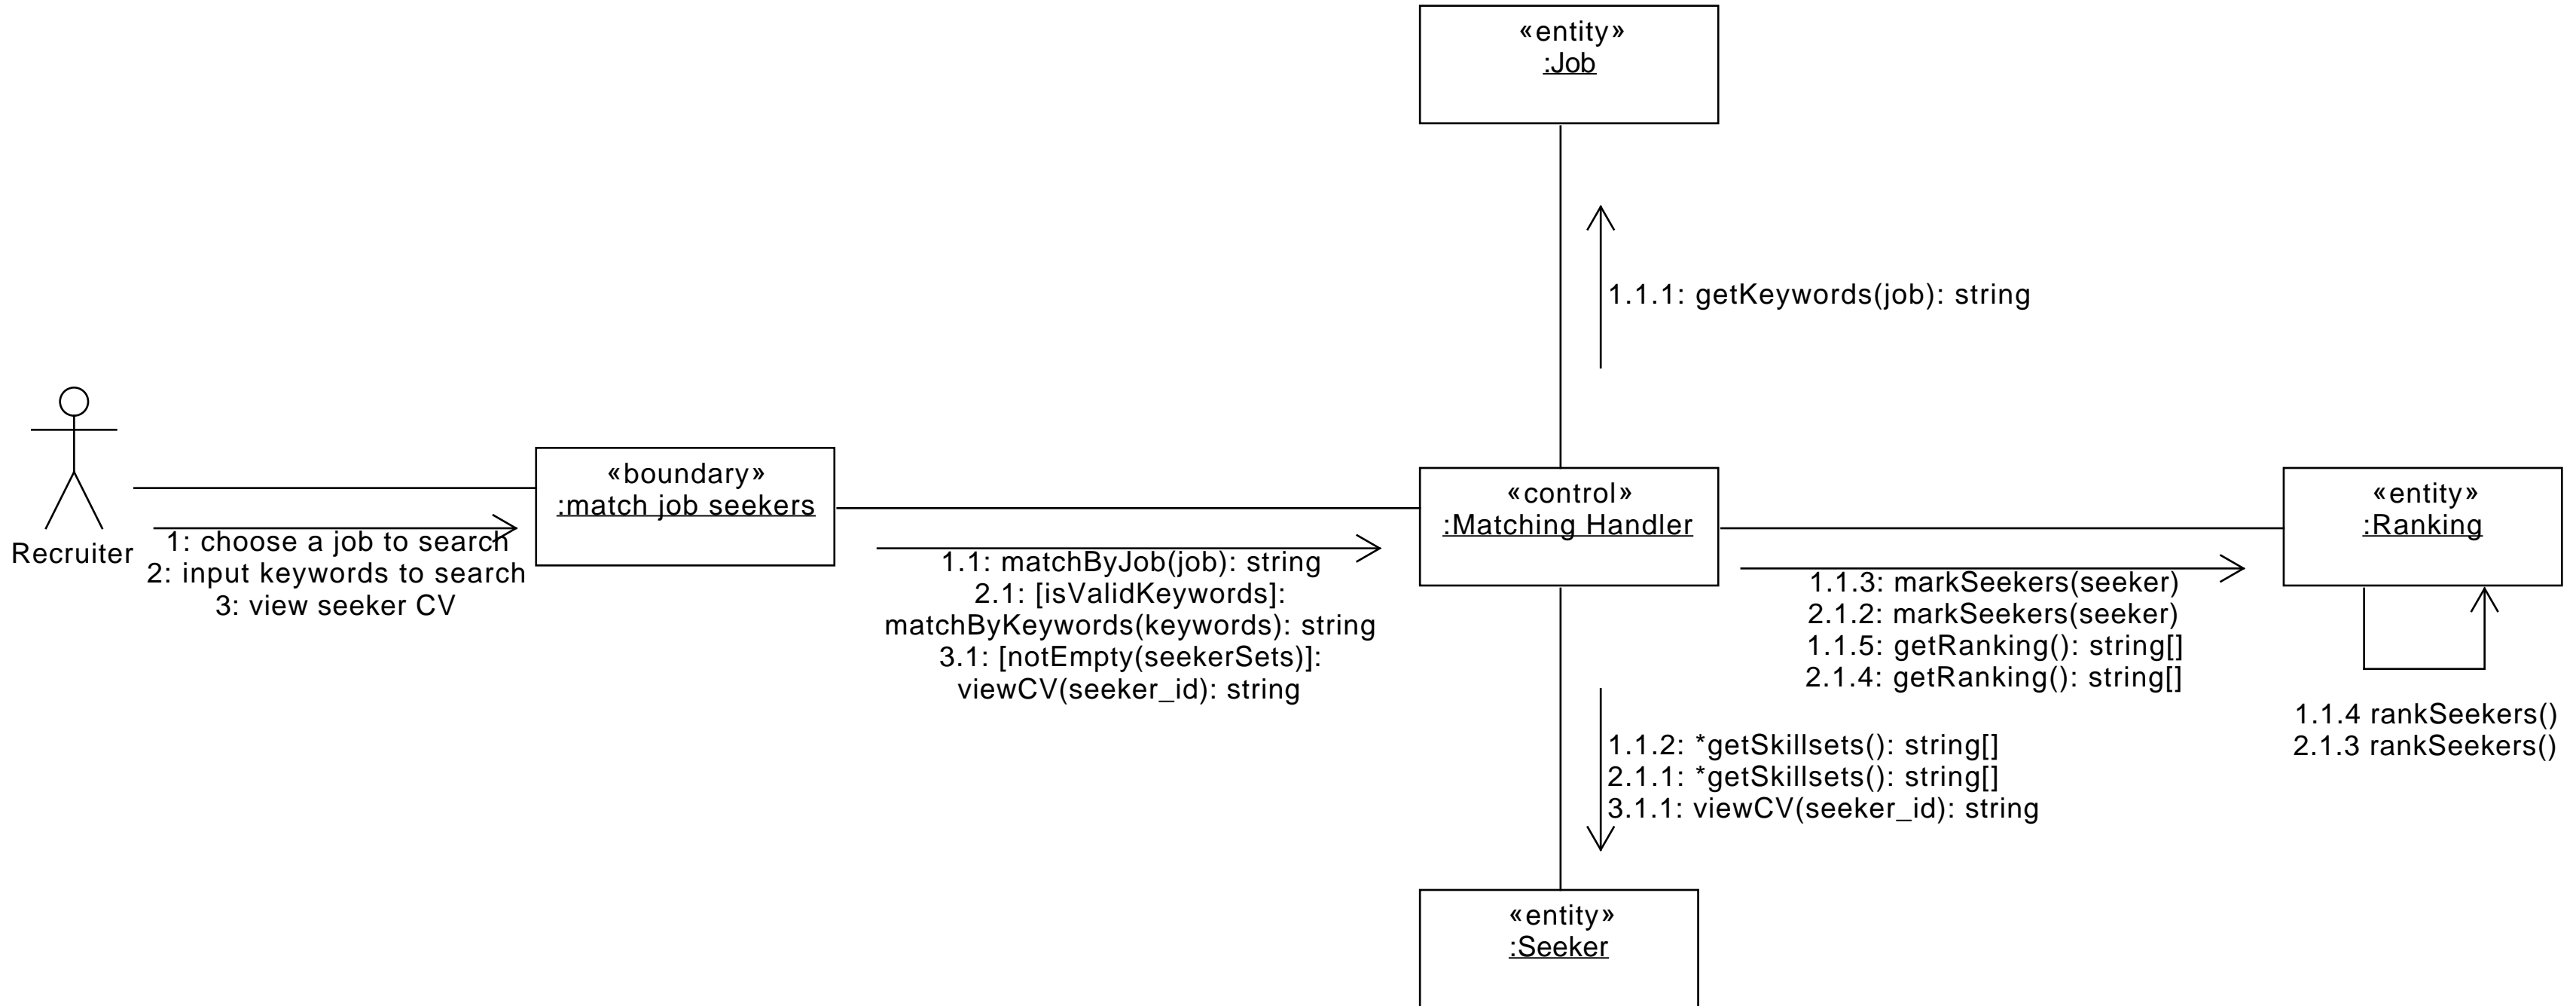 «entity»
:Job
1.1.1: getKeywords(job): string
Recruiter
1: choose a job to search
2: input keywords to search
3: view seeker CV
«boundary»
:match job seekers
1.1: matchByJob(job): string
2.1: [isValidKeywords]:
matchByKeywords(keywords): string
3.1: [notEmpty(seekerSets)]:
viewCV(seeker_id): string
«control»
:Matching Handler
1.1.3: markSeekers(seeker)
2.1.2: markSeekers(seeker)
1.1.5: getRanking(): string[]
2.1.4: getRanking(): string[]
«entity»
:Ranking
1.1.4 rankSeekers()
2.1.3 rankSeekers()
1.1.2: *getSkillsets(): string[]
2.1.1: *getSkillsets(): string[]
3.1.1: viewCV(seeker_id): string
«entity»
:Seeker